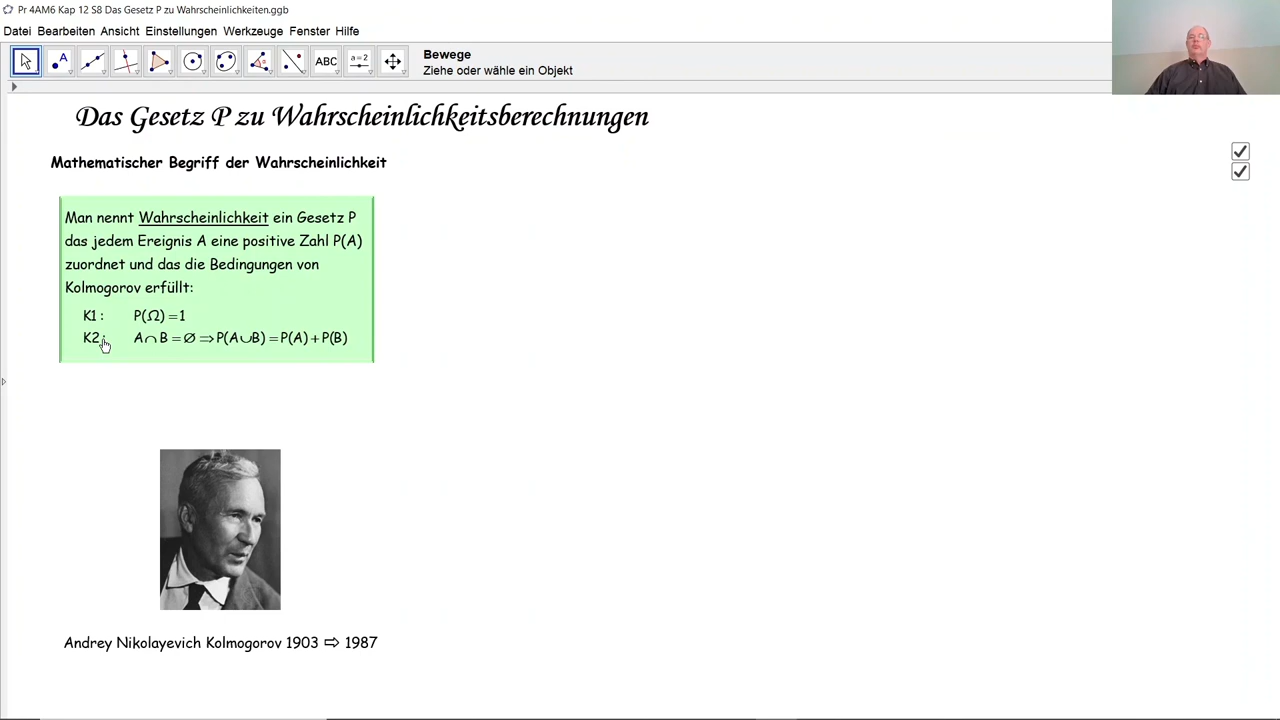 Pr 4AM6 Kap 12 S8 Das Gesetz P zu Wahrscheinlichkeiten.ggb
Datei Bearbeiten Ansicht Einstellungen Werkzeuge Fenster Hilfe
A
ABC
a=2
Bewege
Ziehe oder wähle ein Objekt
Das Gesetz P zu Wahrscheinlichkeitsberechnungen
Mathematischer Begriff der Wahrscheinlichkeit
Man nennt Wahrscheinlichkeit ein Gesetz P
das jedem Ereignis A eine positive Zahl P(A)
zuordnet und das die Bedingungen von
Kolmogorov erfüllt:
K1 : P(Ω) = 1
K2 : A∩B = ∅ ⇒ P(A∪B) = P(A) + P(B)
Andrey Nikolayevich Kolmogorov 1903 ⇨ 1987